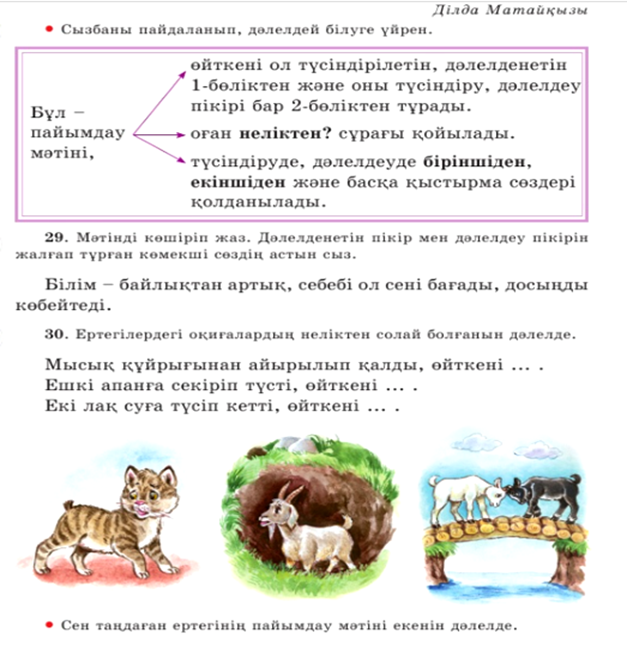 Ділда Матайқызы
• Сызбаны пайдаланып, дәлелдей білуге үйрен.
Бұл –
пайымдау
мәтіні,
өйткені ол түсіндірілетін, дәлелденетін
1-бөліктен және оны түсіндіру, дәлелдеу
пікірі бар 2-бөліктен тұрады.
оған неліктен? сұрағы қойылады.
түсіндіруде, дәлелдеуде біріншіден,
екіншіден және басқа қыстырма сөздері
қолданылады.
29. Мәтінді көшіріп жаз. Дәлелденетін пікір мен дәлелдеу пікірін
жалғап тұрған көмекші сөздің астын сыз.
Білім – байлықтан артық, себебі ол сені бағады, досыңды
көбейтеді.
30. Ертегілердегі оқиғалардың неліктен солай болғанын дәлелде.
Мысық құйрығынан айырылып қалды, өйткені ... .
Ешкі апанға секіріп түсті, өйткені ... .
Екі лақ суға түсіп кетті, өйткені ... .
• Сен таңдаған ертегінің пайымдау мәтіні екенін дәлелде.